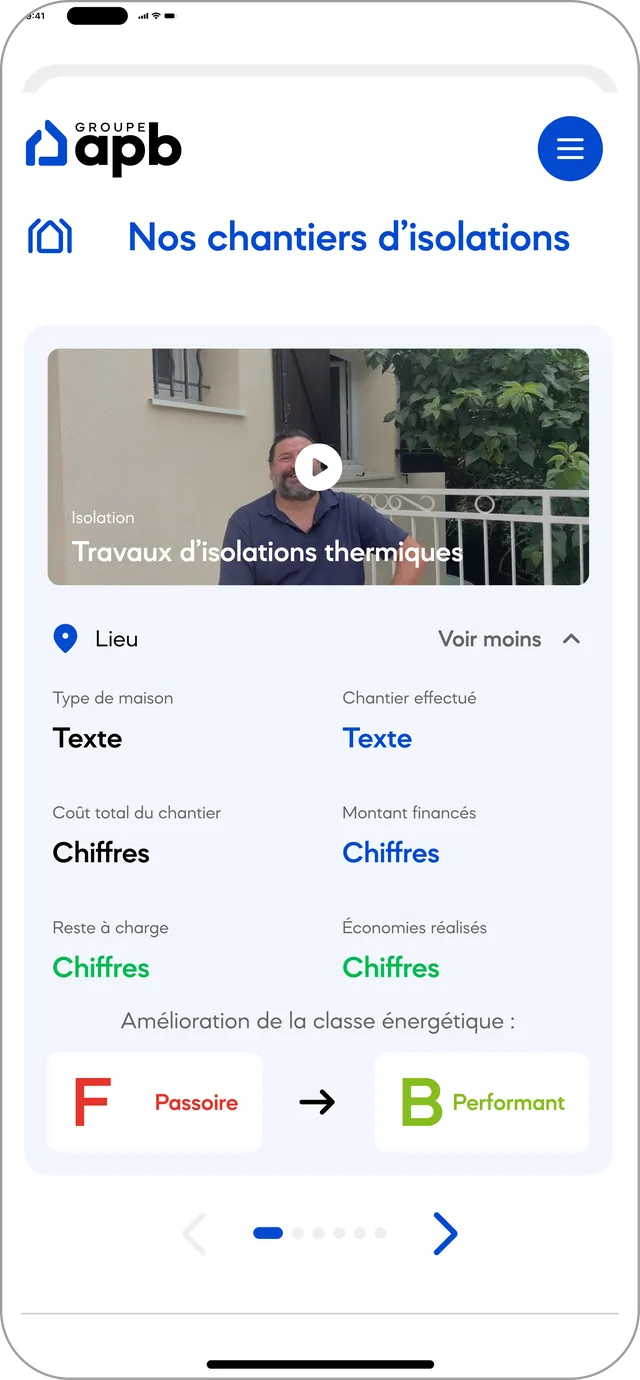 9:41
GROUPE
apb
Nos chantiers d’isolations
Isolation
Travaux d’isolations thermiques
Lieu
Voir moins
Type de maison
Chantier effectué
Texte
Texte
Coût total du chantier
Montant financés
Chiffres
Chiffres
Reste à charge
Économies réalisés
Chiffres
Chiffres
Amélioration de la classe énergétique :
F Passoire
B Performant